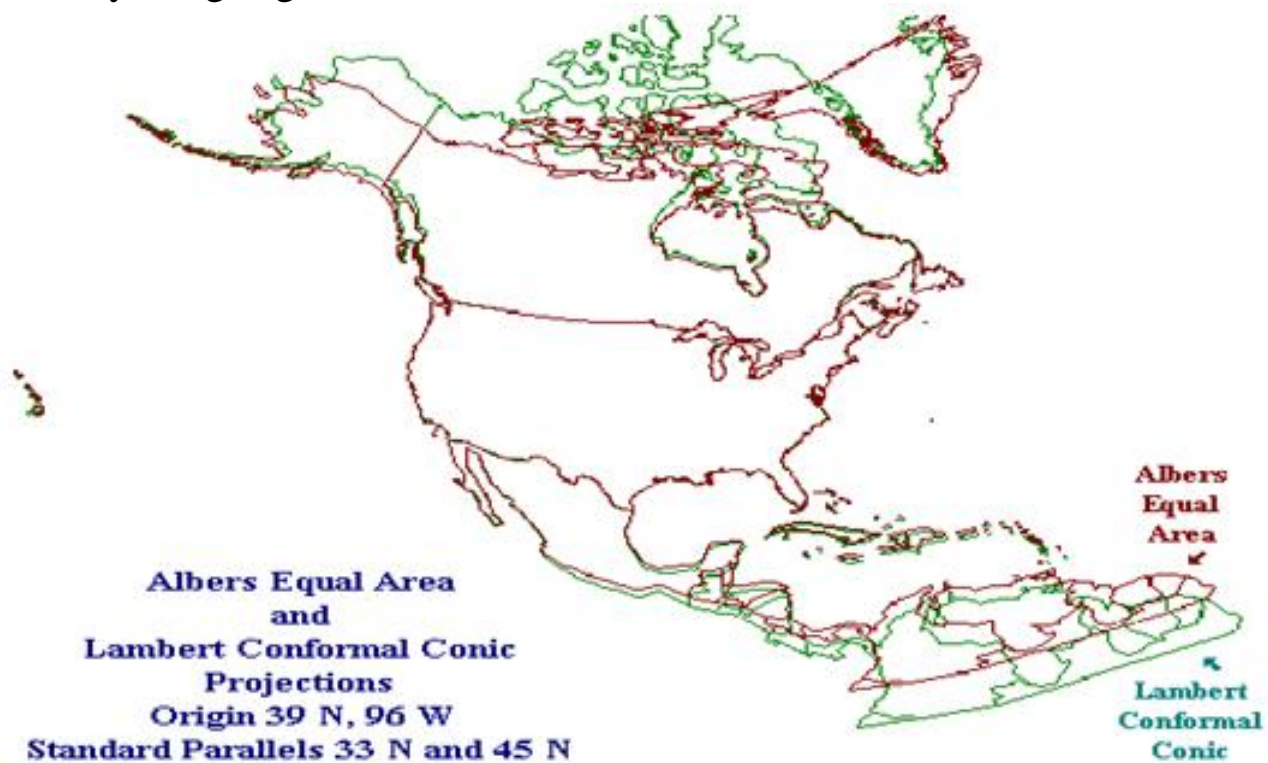 Albers
Equal
Area
Albers Equal Area
and
Lambert Conformal Conic
Projections
Origin 39 N, 96 W
Standard Parallels 33 N and 45 N
Lambert
Conformal
Conic